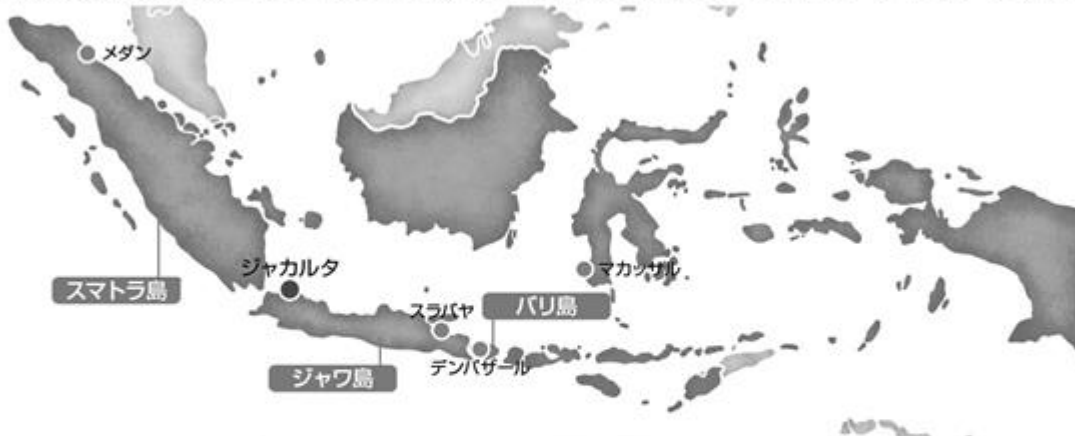 メダン
スマトラ島
ジャカルタ
ジャワ島
スラバヤ
バリ島
デンパサール
マカッサル